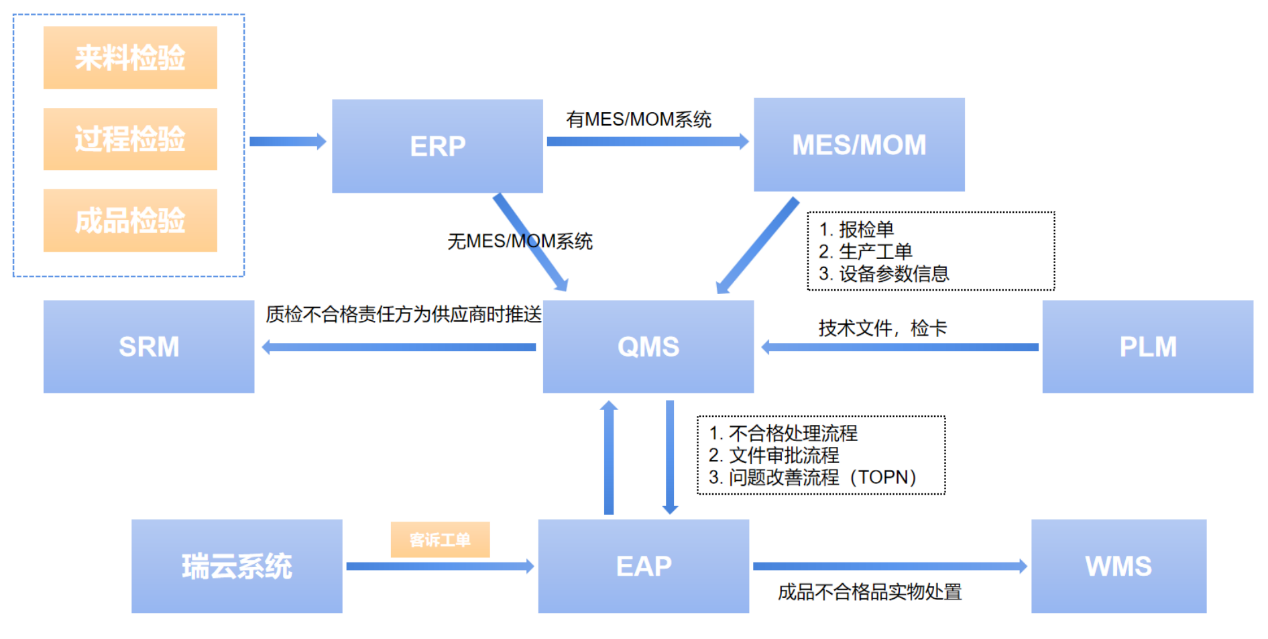 来料检验
过程检验
成品检验
ERP
有MES/MOM系统
MES/MOM
无MES/MOM系统
1. 报检单
2. 生产工单
3. 设备参数信息
SRM
质检不合格责任方为供应商时推送
QMS
技术文件，检卡
PLM
1. 不合格处理流程
2. 文件审批流程
3. 问题改善流程（TOPN）
瑞云系统
客诉工单
EAP
成品不合格品实物处置
WMS